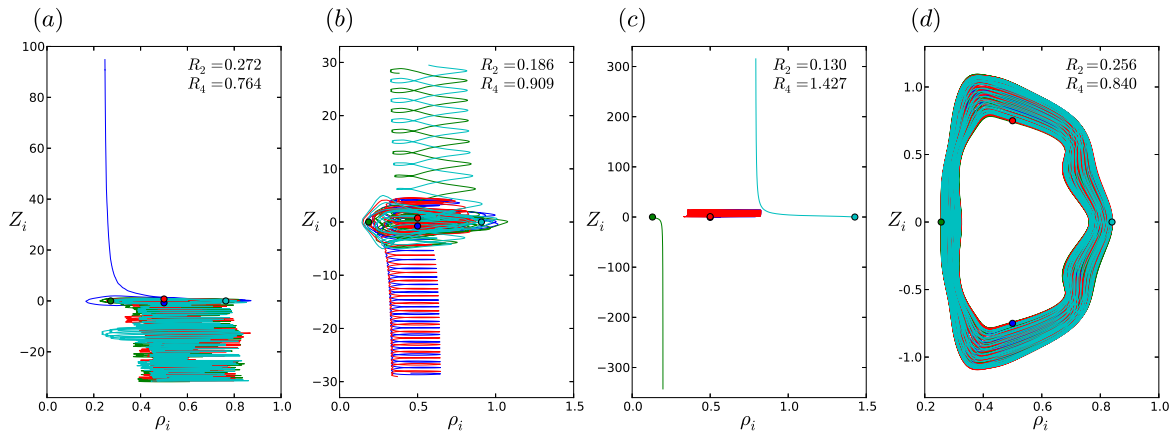 (a)
R2 =0.272
R4 =0.764
100
80
60
40
20
0
−20
Zi
0.0 0.2 0.4 0.6 0.8 1.0
ρi
(b)
R2 =0.186
R4 =0.909
30
20
10
0
−10
−20
−30
Zi
0.0 0.5 1.0 1.5
ρi
(c)
R2 =0.130
R4 =1.427
300
200
100
0
−100
−200
−300
Zi
0.0 0.5 1.0 1.5
ρi
(d)
R2 =0.256
R4 =0.840
1.0
0.5
0.0
-0.5
-1.0
Zi
0.2 0.4 0.6 0.8 1.0
ρi